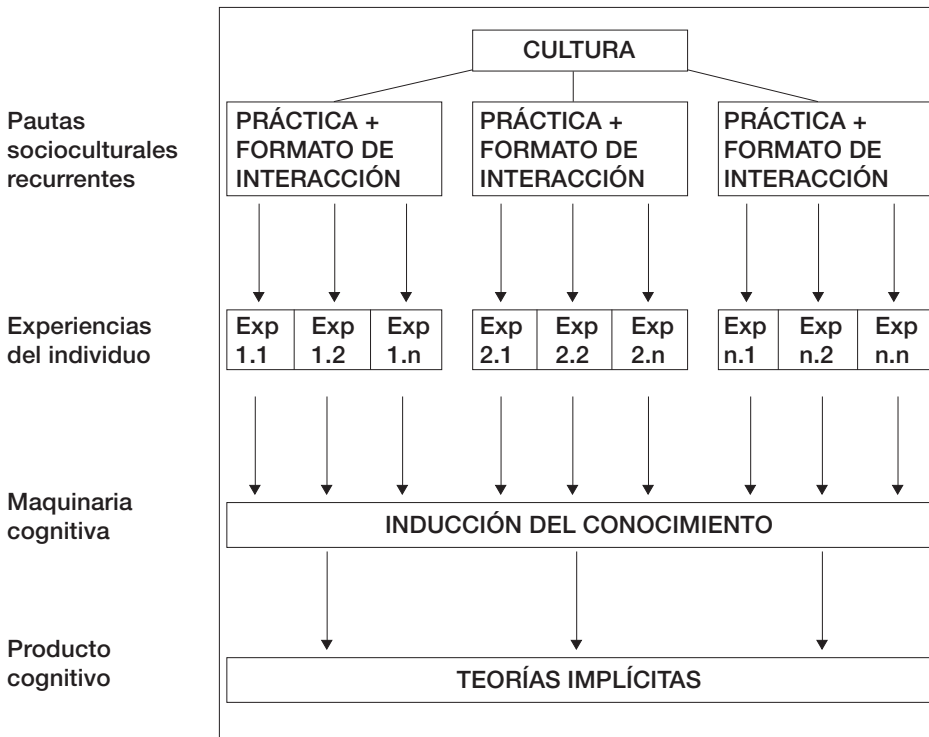 CULTURA
Pautas
socioculturales
recurrentes
PRÁCTICA +
FORMATO DE
INTERACCIÓN
PRÁCTICA +
FORMATO DE
INTERACCIÓN
PRÁCTICA +
FORMATO DE
INTERACCIÓN
Experiencias
del individuo
Exp
1.1
Exp
1.2
Exp
1.n
Exp
2.1
Exp
2.2
Exp
2.n
Exp
n.1
Exp
n.2
Exp
n.n
Maquinaria
cognitiva
INDUCCIÓN DEL CONOCIMIENTO
Producto
cognitivo
TEORÍAS IMPLÍCITAS